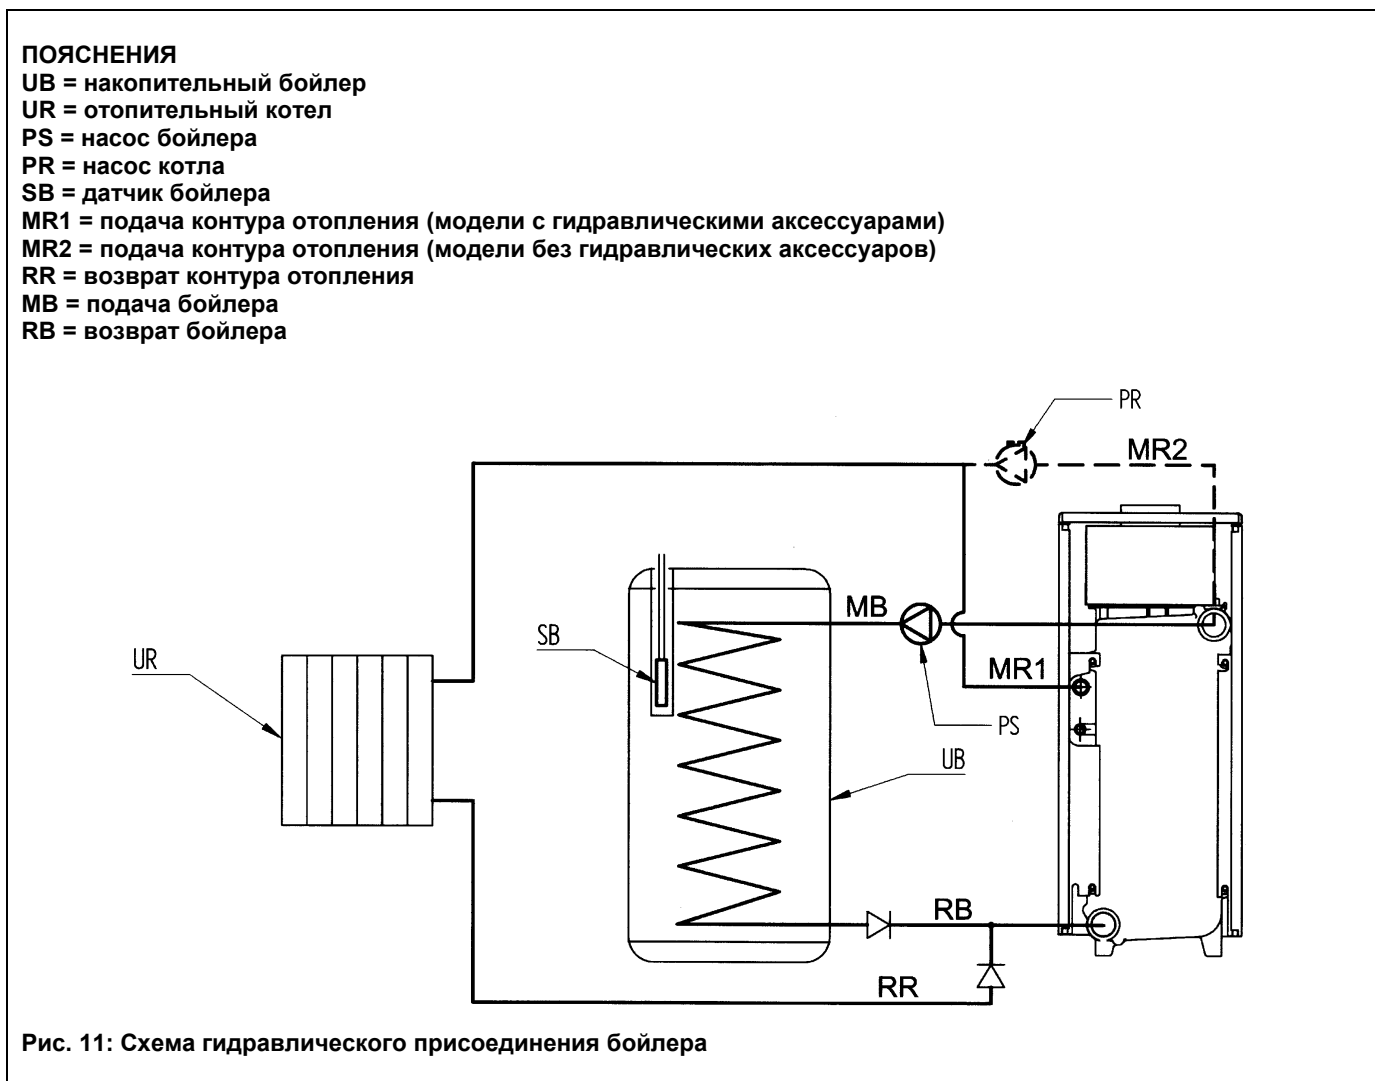 ПОЯСНЕНИЯ
UB = накопительный бойлер
UR = отопительный котел
PS = насос бойлера
PR = насос котла
SB = датчик бойлера
MR1 = подача контура отопления (модели с гидравлическими аксессуарами)
MR2 = подача контура отопления (модели без гидравлических аксессуаров)
RR = возврат контура отопления
MB = подача бойлера
RB = возврат бойлера
PR
MR2
MB
SB
UR
MR1
PS
UB
RB
RR
Рис. 11: Схема гидравлического присоединения бойлера